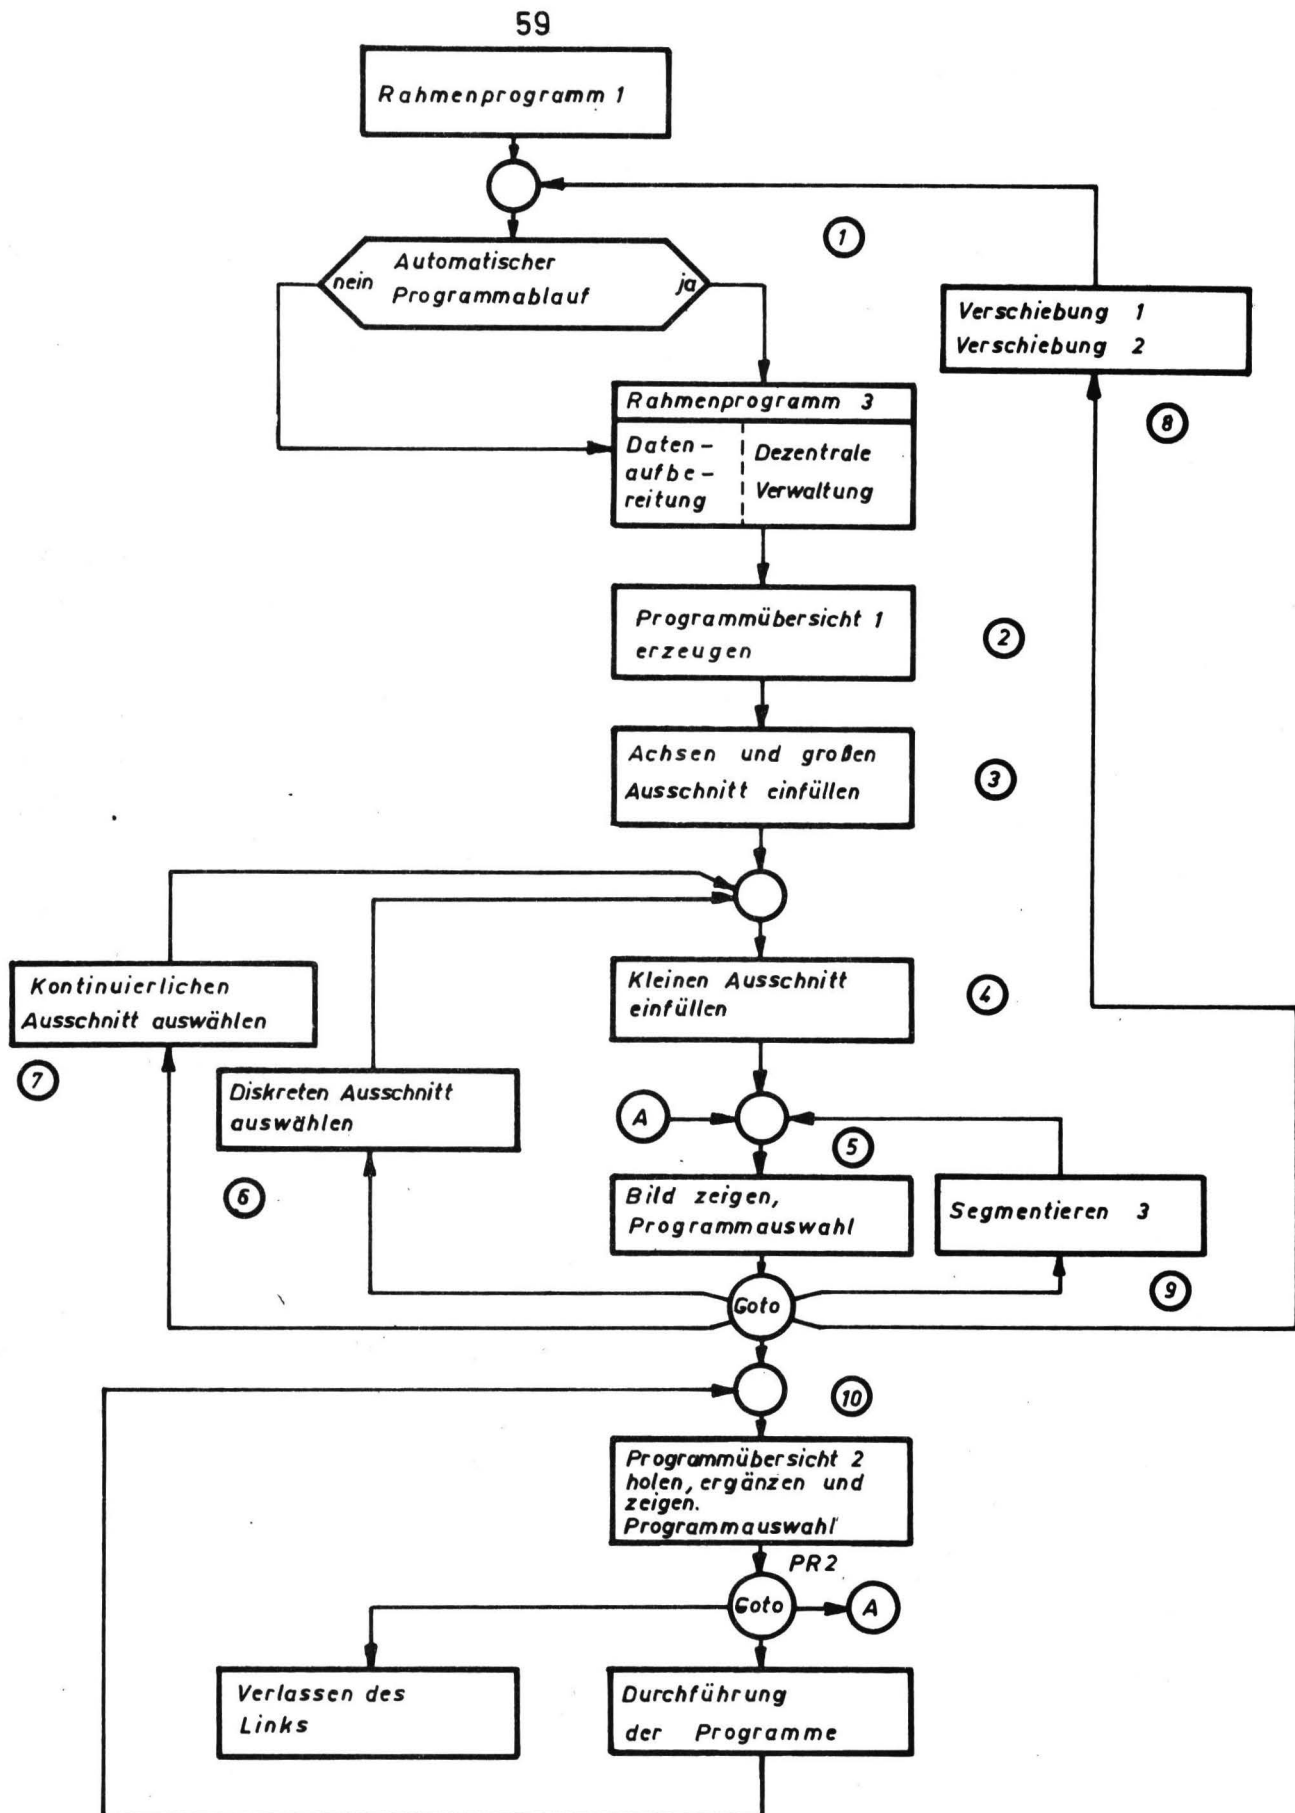 59
Rahmenprogramm 1
1
Automatischer
nein
ja
Programmablauf
Verschiebung 1
Verschiebung 2
8
Rahmenprogramm 3
Daten-
aufbe-
reitung
Dezentrale
Verwaltung
Programmübersicht 1
erzeugen
2
Achsen und großen
Ausschnitt einfüllen
3
Kleinen Ausschnitt
einfüllen
4
Kontinuierlichen
Ausschnitt auswählen
7
Diskreten Ausschnitt
auswählen
6
A
5
Bild zeigen,
Programmauswahl
Segmentieren 3
9
Goto
10
Programmübersicht 2
holen, ergänzen und
zeigen.
Programmauswahl
PR2
Goto
A
Verlassen des
Links
Durchführung
der Programme